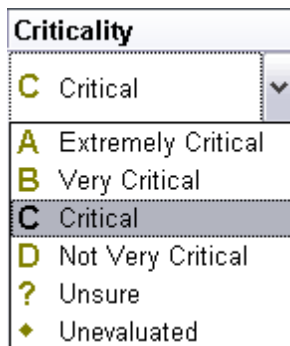 Criticality
C Critical
A Extremely Critical
B Very Critical
C Critical
D Not Very Critical
? Unsure
◆ Unevaluated